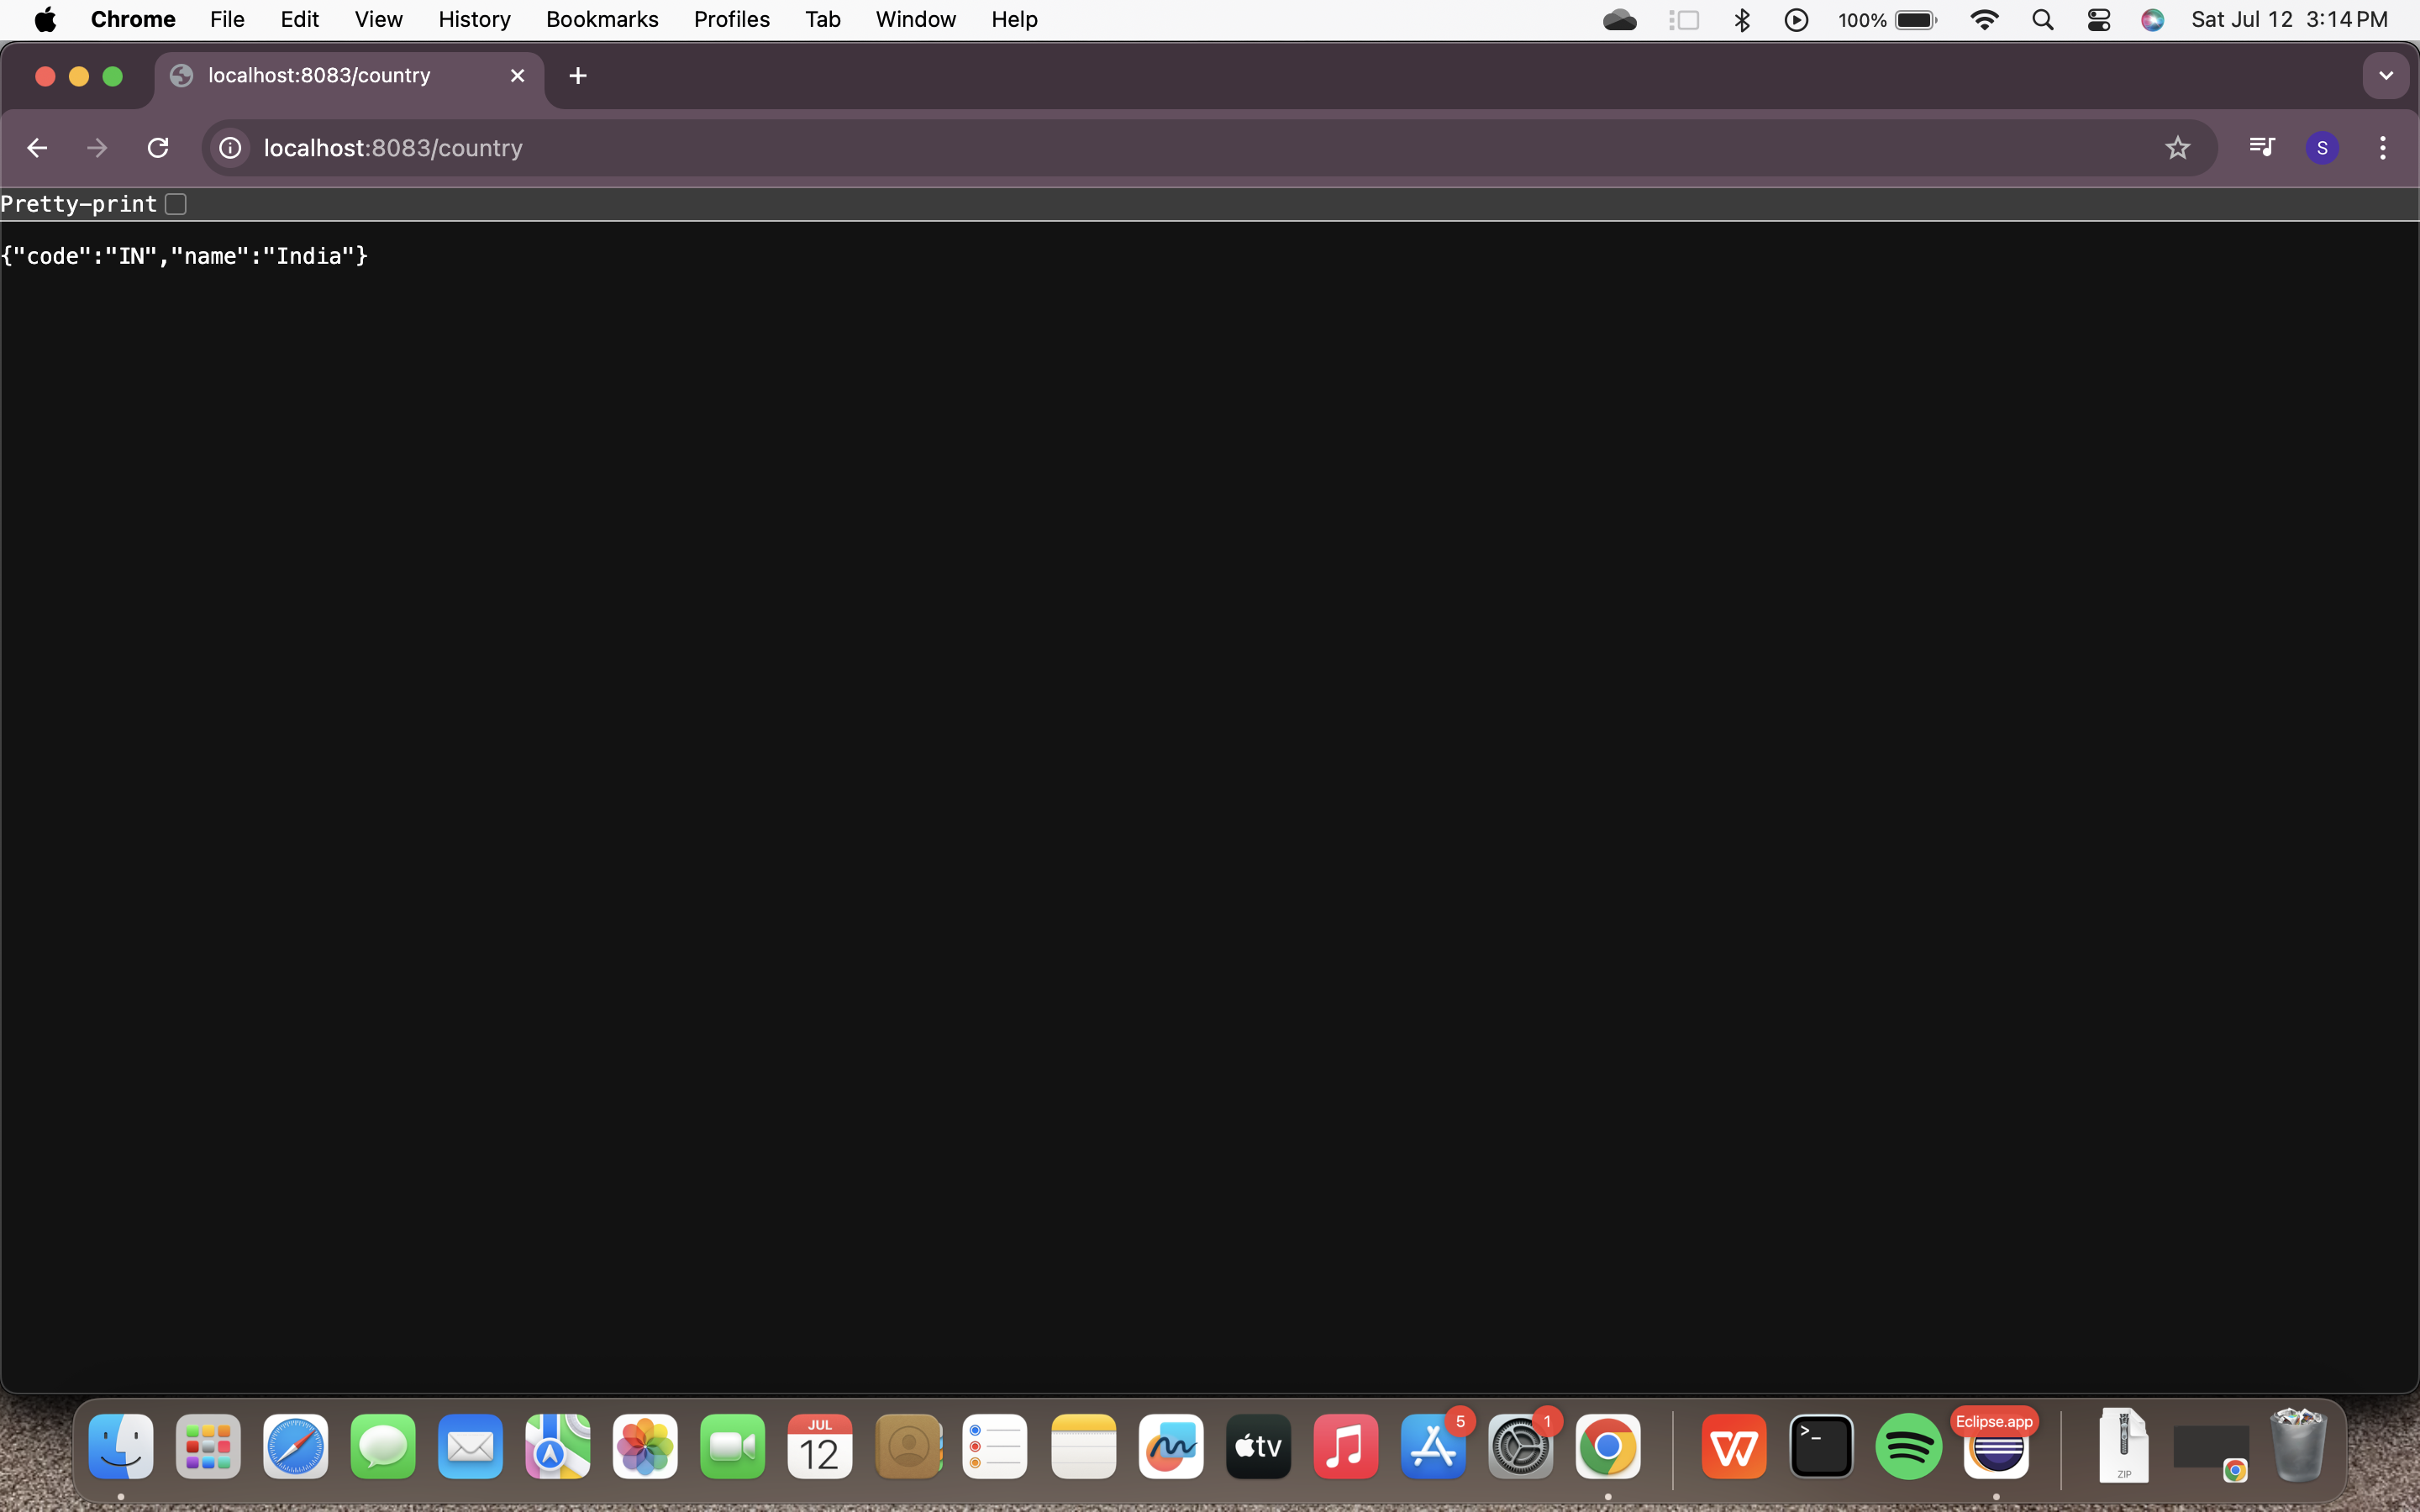 Chrome File Edit View History Bookmarks Profiles Tab Window Help 100% Sat Jul 12 3:14 PM
localhost:8083/country
localhost:8083/country S
Pretty-print
{"code":"IN","name":"India"}
JUL
12
tv
5
1
W
>_
Eclipse.app
ZIP